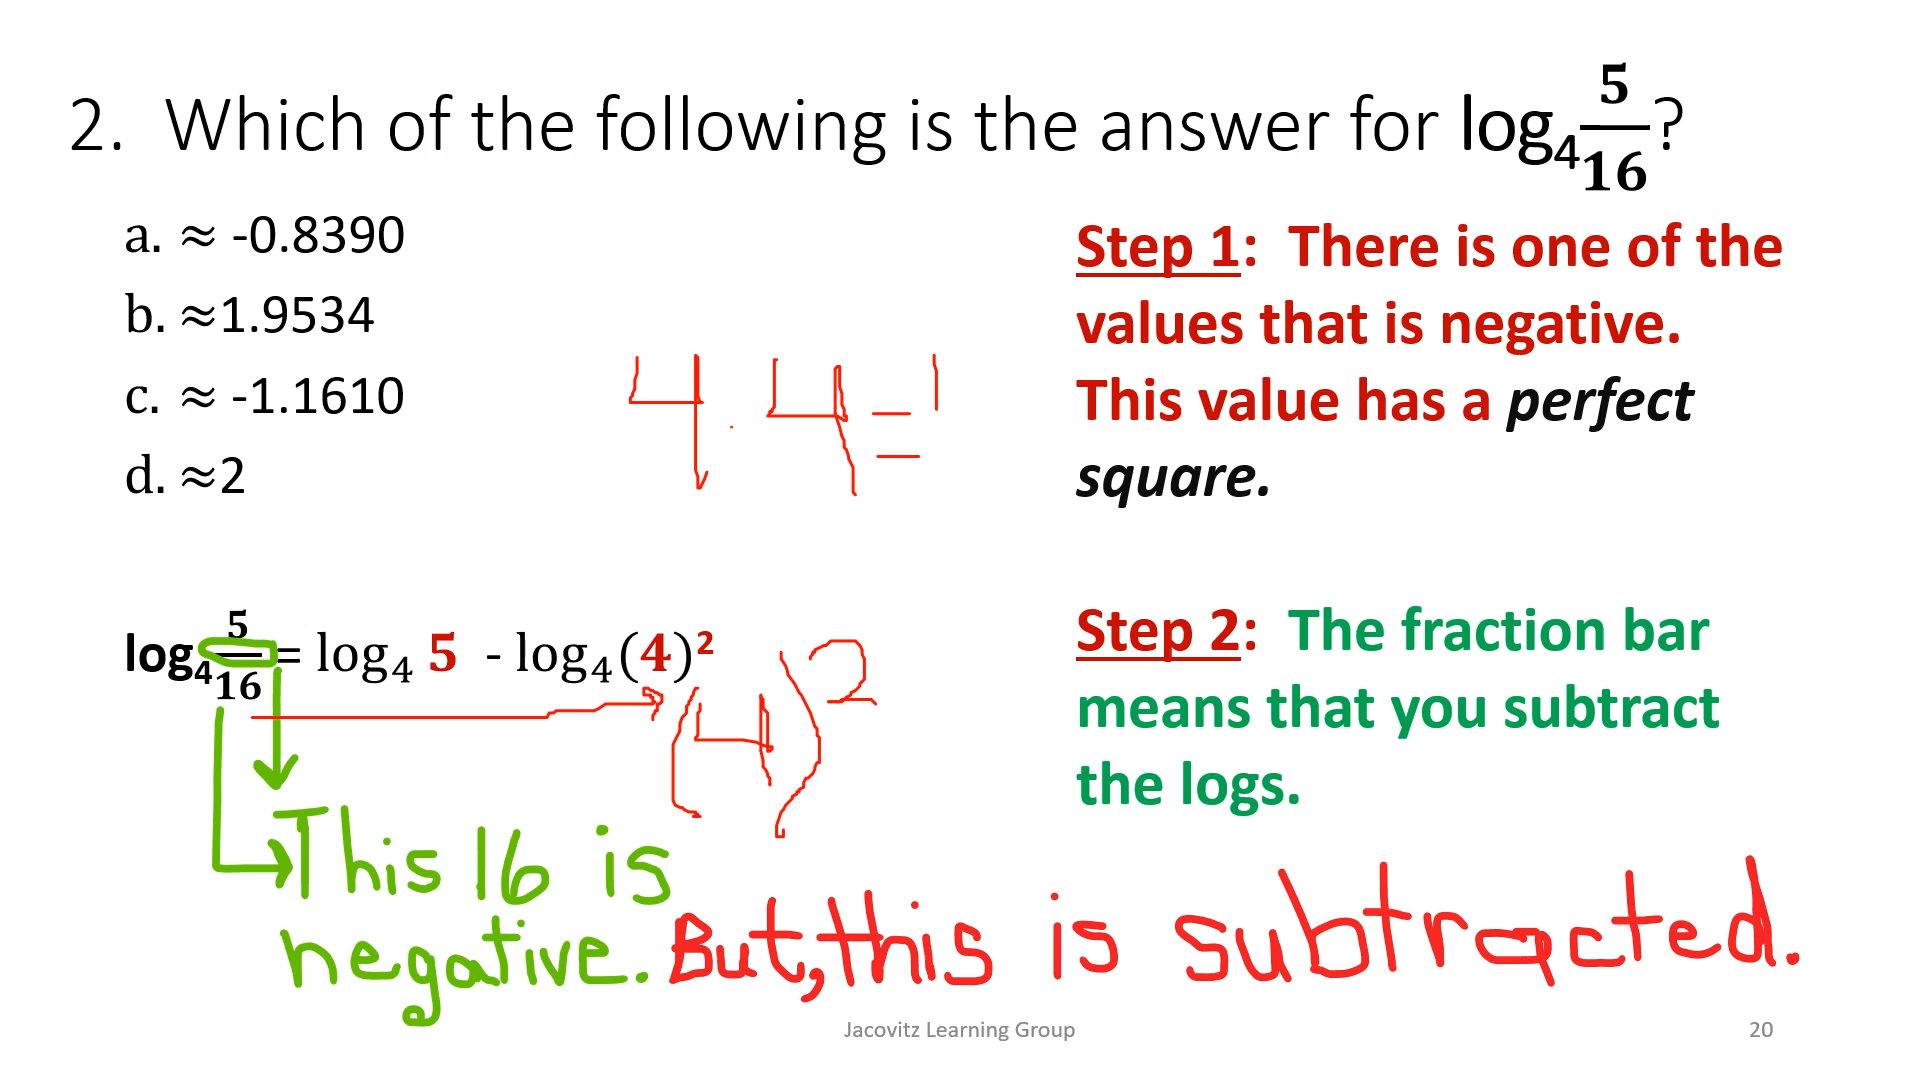 2. Which of the following is the answer for log₄ 5/16?
a. ≈ -0.8390
b. ≈1.9534
c. ≈ -1.1610
d. ≈2
4 . 4 = 1
Step 1: There is one of the
values that is negative.
This value has a perfect
square.
log₄ 5/16 = log₄ 5 - log₄(4)²
(4)²
Step 2: The fraction bar
means that you subtract
the logs.
This 16 is
negative. But, this is subtracted.
Jacovitz Learning Group
20